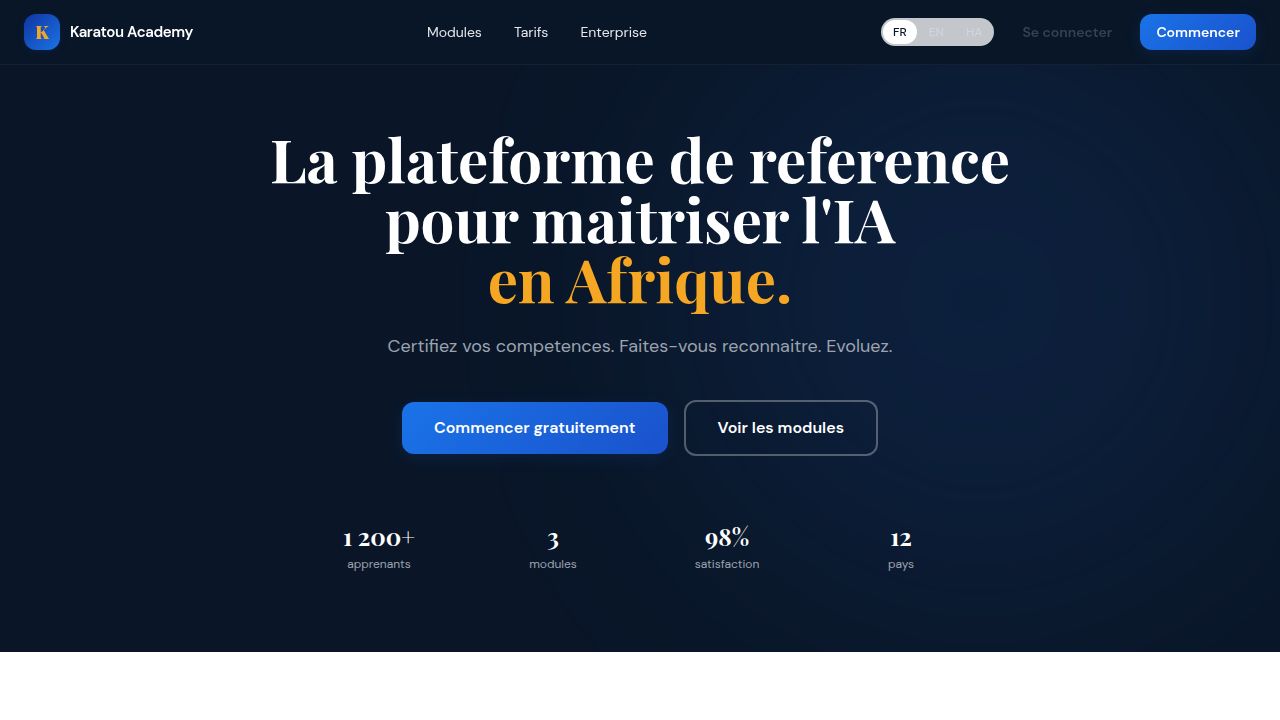 K Karatou Academy
Modules Tarifs Enterprise
FR EN HA Se connecter Commencer
La plateforme de reference
pour maitriser l'IA
en Afrique.
Certifiez vos competences. Faites-vous reconnaitre. Evoluez.
Commencer gratuitement Voir les modules
1 200+ 3 98% 12
apprenants modules satisfaction pays